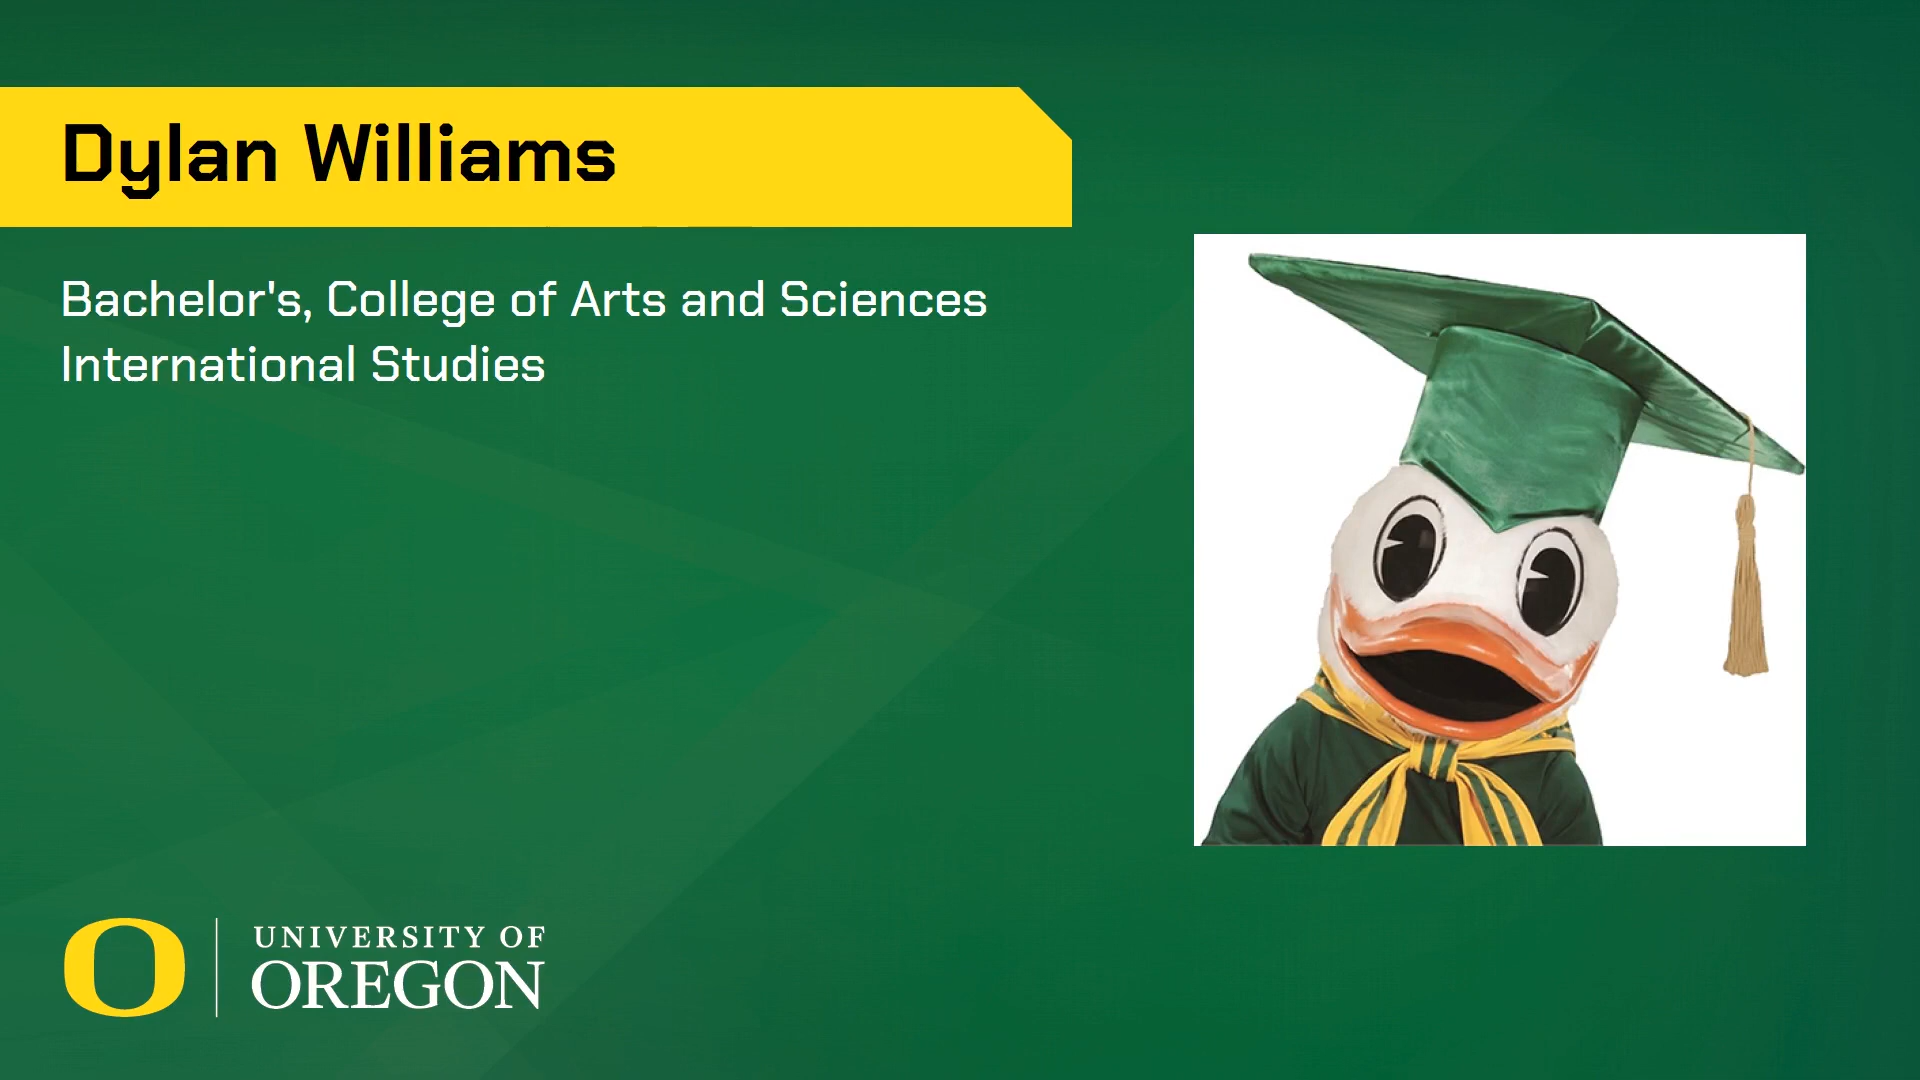 Dylan Williams
Bachelor's, College of Arts and Sciences
International Studies
O
UNIVERSITY OF
OREGON